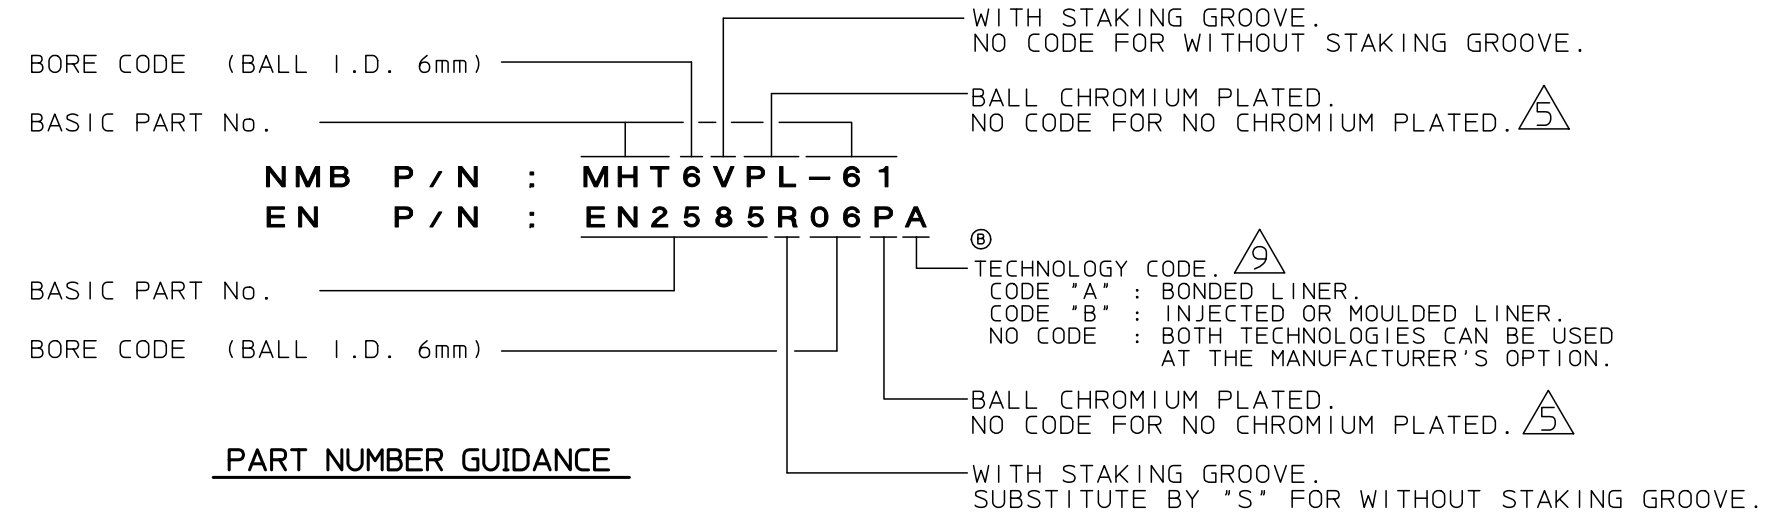 WITH STAKING GROOVE.
NO CODE FOR WITHOUT STAKING GROOVE.
BORE CODE (BALL I.D. 6mm)
BALL CHROMIUM PLATED.
NO CODE FOR NO CHROMIUM PLATED. 5
BASIC PART No.
NMB P/N : MHT6VPL-61
EN P/N : EN2585R06PA
B
TECHNOLOGY CODE. 9
CODE "A" : BONDED LINER.
CODE "B" : INJECTED OR MOULDED LINER.
NO CODE : BOTH TECHNOLOGIES CAN BE USED
AT THE MANUFACTURER'S OPTION.
BASIC PART No.
BORE CODE (BALL I.D. 6mm)
BALL CHROMIUM PLATED.
NO CODE FOR NO CHROMIUM PLATED. 5
PART NUMBER GUIDANCE
WITH STAKING GROOVE.
SUBSTITUTE BY "S" FOR WITHOUT STAKING GROOVE.